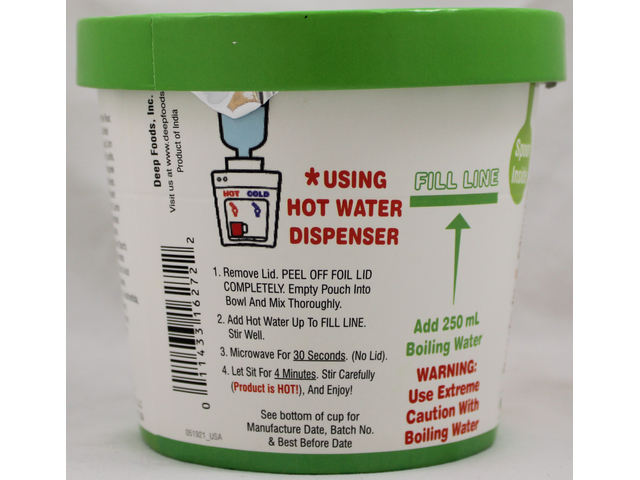 Deep Foods, Inc.
Visit us at www.deepfoods
Product of India
HOT COLD
*USING
HOT WATER
DISPENSER
1. Remove Lid. PEEL OFF FOIL LID
COMPLETELY. Empty Pouch Into
Bowl And Mix Thoroughly.
2. Add Hot Water Up To FILL LINE.
Stir Well.
3. Microwave For 30 Seconds. (No Lid).
4. Let Sit For 4 Minutes. Stir Carefully
(Product is HOT!), And Enjoy!
See bottom of cup for
Manufacture Date, Batch No.
& Best Before Date
0 11433 16272 2
061921_USA
FILL LINE
Add 250 mL
Boiling Water
WARNING:
Use Extreme
Caution With
Boiling Water